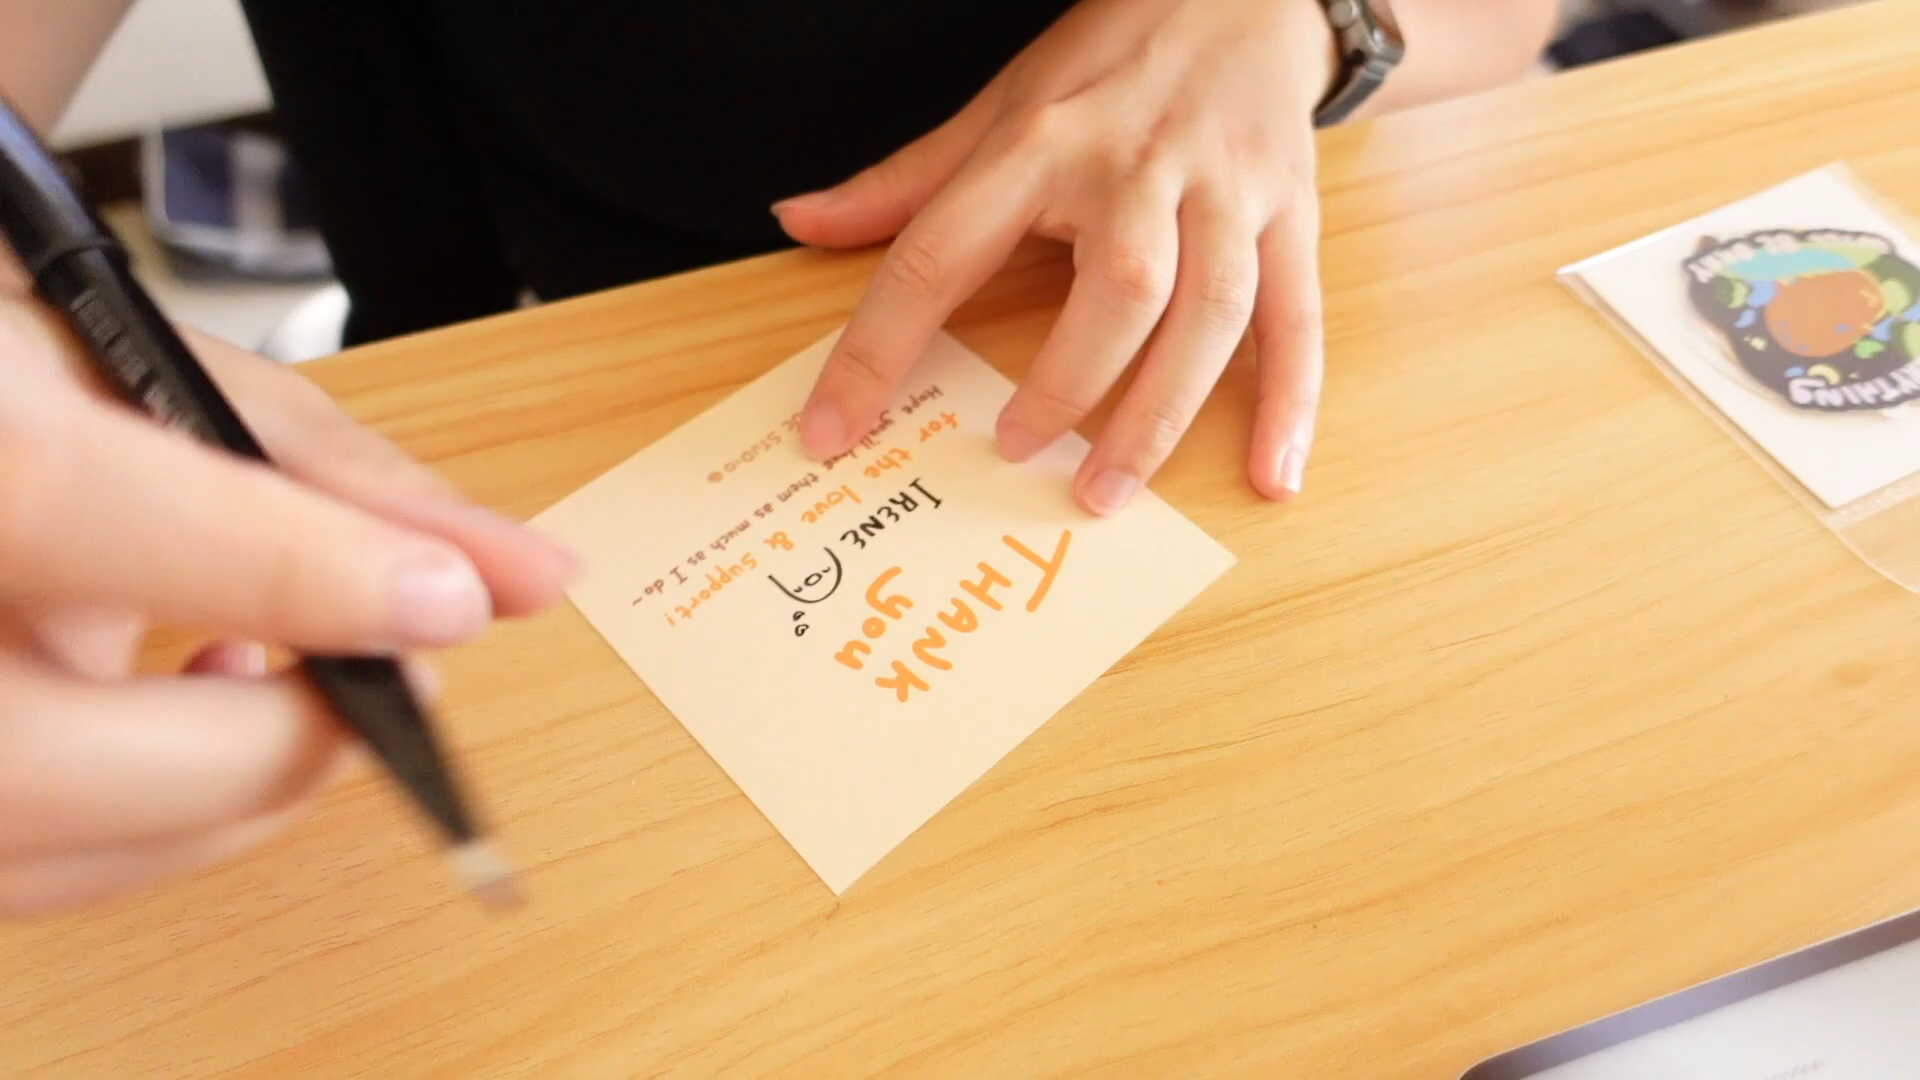 THANK
you
IRENE
for the love & support!
Hope you'll love them as much as I do~
STUDIO